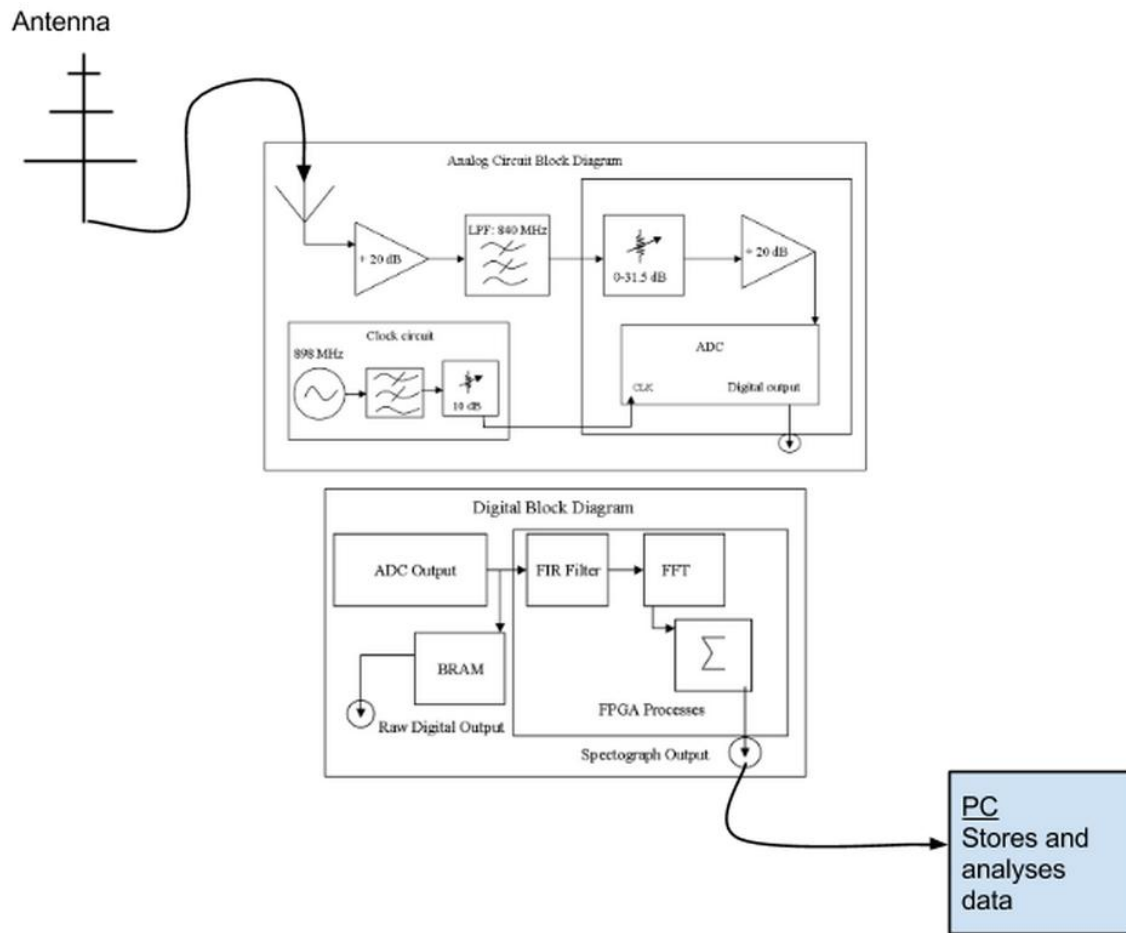 Antenna
Analog Circuit Block Diagram
+ 20 dB
LPF: 840 MHz
0-31.5 dB
+ 20 dB
Clock circuit
898 MHz
10 dB
ADC
CLK
Digital output
Digital Block Diagram
ADC Output
FIR Filter
FFT
BRAM
Σ
FPGA Processes
Raw Digital Output
Spectograph Output
PC
Stores and
analyses
data